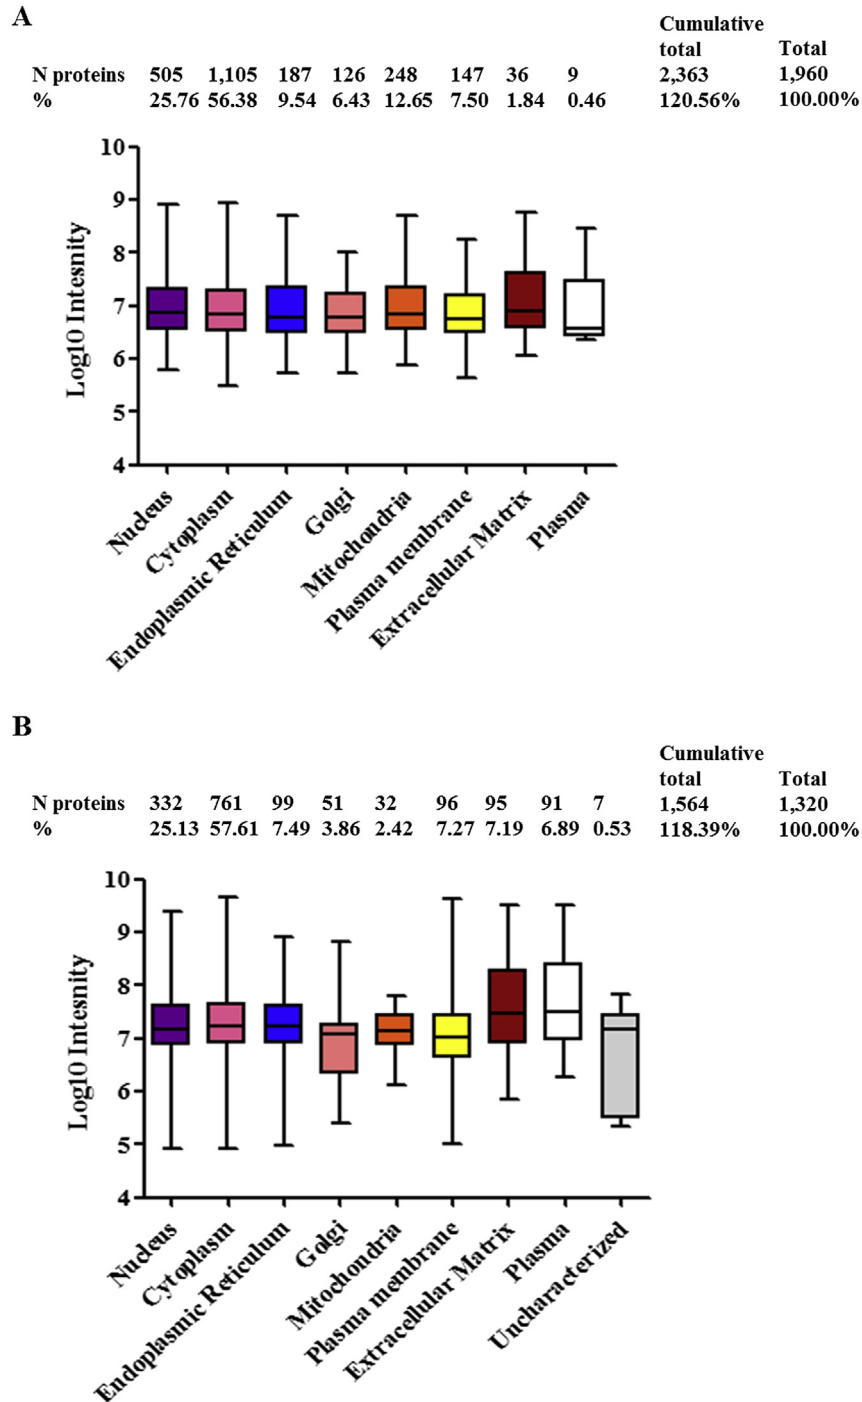 A
Cumulative
total Total
N proteins 505 1,105 187 126 248 147 36 9 2,363 1,960
% 25.76 56.38 9.54 6.43 12.65 7.50 1.84 0.46 120.56% 100.00%
10
9
8
7
6
5
4
Log10 Intesnity
Nucleus
Cytoplasm
Endoplasmic Reticulum
Golgi
Mitochondria
Plasma membrane
Extracellular Matrix
Plasma
B
Cumulative
total Total
N proteins 332 761 99 51 32 96 95 91 7 1,564 1,320
% 25.13 57.61 7.49 3.86 2.42 7.27 7.19 6.89 0.53 118.39% 100.00%
10
9
8
7
6
5
4
Log10 Intesnity
Nucleus
Cytoplasm
Endoplasmic Reticulum
Golgi
Mitochondria
Plasma membrane
Extracellular Matrix
Plasma
Uncharacterized